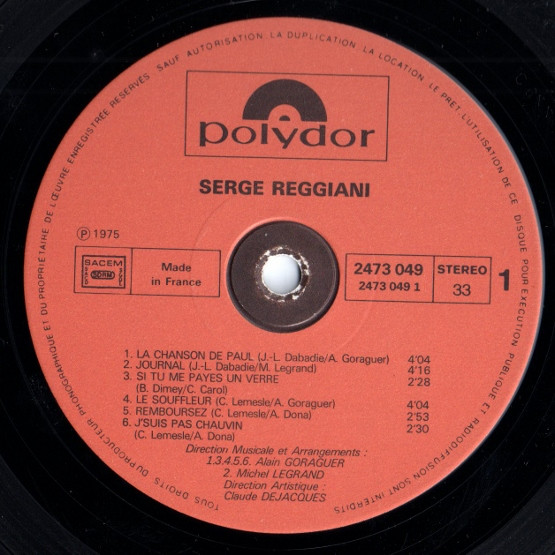 TOUS DROITS DU PRODUCTEUR PHONOGRAPHIQUE ET DU PROPRIETAIRE DE L'ŒUVRE ENREGISTREE RESERVES SAUF AUTORISATION LA DUPLICATION, LA LOCATION, LE PRET, L'UTILISATION DE CE DISQUE POUR EXECUTION PUBLIQUE ET RADIODIFFUSION SONT INTERDITS
polydor
SERGE REGGIANI
℗ 1975
SACEM
SDRM
Made
in France
2473 049
2473 049 1
STEREO
33
1
1. LA CHANSON DE PAUL (J.-L. Dabadie/A. Goraguer) 4'04
2. JOURNAL (J.-L. Dabadie/M. Legrand) 4'16
3. SI TU ME PAYES UN VERRE 2'28
(B. Dimey/C. Carol)
4. LE SOUFFLEUR (C. Lemesle/A. Goraguer) 4'04
5. REMBOURSEZ (C. Lemesle/A. Dona) 2'53
6. J'SUIS PAS CHAUVIN 2'30
(C. Lemesle/A. Dona)
Direction Musicale et Arrangements :
1.3.4.5.6. Alain GORAGUER
2. Michel LEGRAND
Direction Artistique :
Claude DEJACQUES